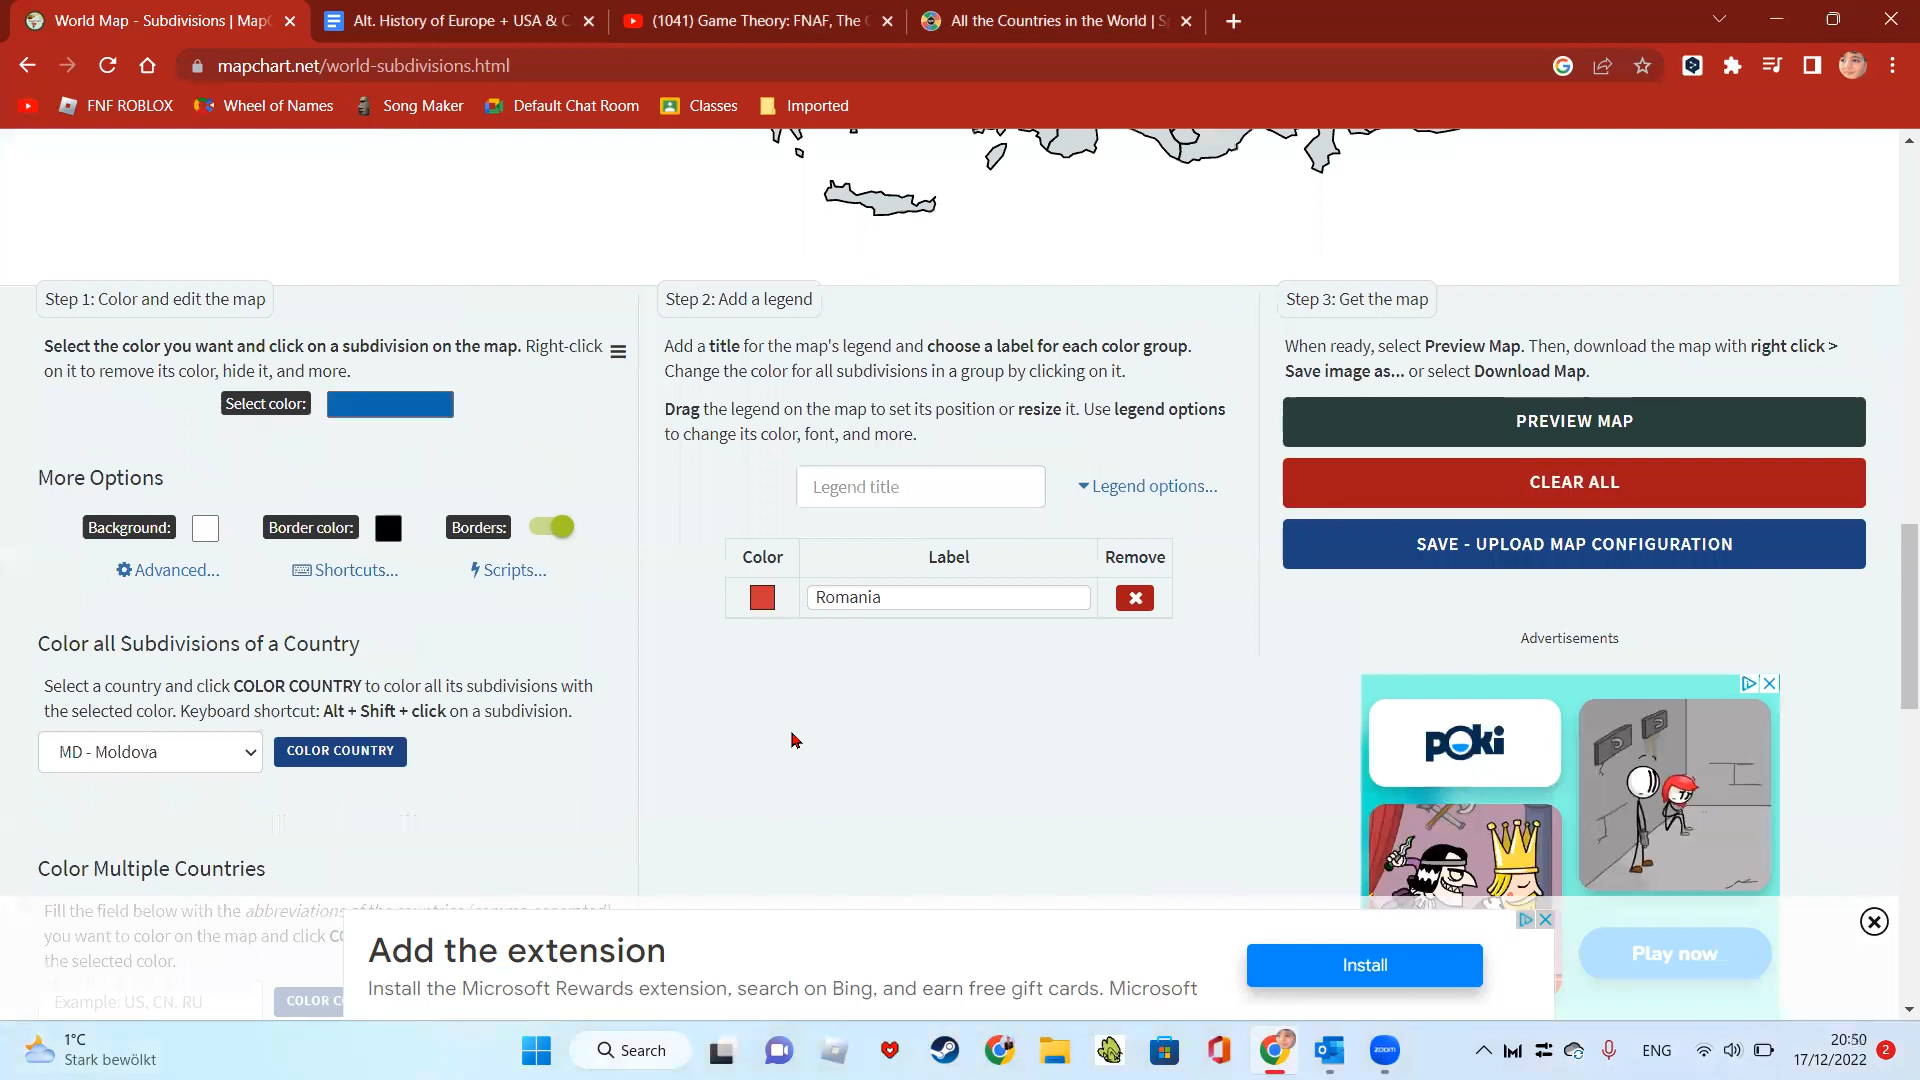 World Map - Subdivisions | MapC
Alt. History of Europe + USA & C
(1041) Game Theory: FNAF, The
All the Countries in the World | Sp
mapchart.net/world-subdivisions.html
FNF ROBLOX
Wheel of Names
Song Maker
Default Chat Room
Classes
Imported
Step 1: Color and edit the map
Select the color you want and click on a subdivision on the map. Right-click
on it to remove its color, hide it, and more.
Select color:
More Options
Background:
Border color:
Borders:
Advanced...
Shortcuts...
Scripts...
Color all Subdivisions of a Country
Select a country and click COLOR COUNTRY to color all its subdivisions with
the selected color. Keyboard shortcut: Alt + Shift + click on a subdivision.
MD - Moldova
COLOR COUNTRY
Color Multiple Countries
Fill the field below with the abbreviations of the countries (comma-separated)
you want to color on the map and click CO
the selected color.
Example: US, CN, RU
COLOR C
Step 2: Add a legend
Add a title for the map's legend and choose a label for each color group.
Change the color for all subdivisions in a group by clicking on it.
Drag the legend on the map to set its position or resize it. Use legend options
to change its color, font, and more.
Legend title
Legend options...
Color
Label
Remove
Romania
Step 3: Get the map
When ready, select Preview Map. Then, download the map with right click >
Save image as... or select Download Map.
PREVIEW MAP
CLEAR ALL
SAVE - UPLOAD MAP CONFIGURATION
Advertisements
poki
Play now
Add the extension
Install the Microsoft Rewards extension, search on Bing, and earn free gift cards. Microsoft
Install
1°C
Stark bewölkt
Search
zoom
ENG
20:50
17/12/2022
2